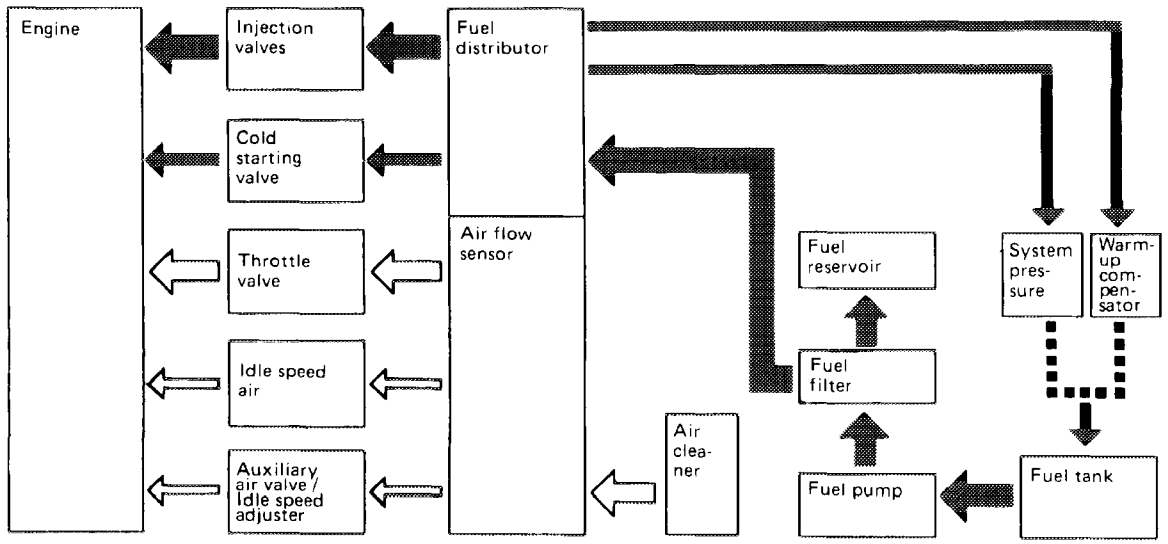 Engine
Injection
valves
Fuel
distributor
Cold
starting
valve
Air flow
sensor
Throttle
valve
Fuel
reservoir
System
pres-
sure
Warm-
up
com-
pen-
sator
Idle speed
air
Fuel
filter
Air
clea-
ner
Auxiliary
air valve /
Idle speed
adjuster
Fuel pump
Fuel tank